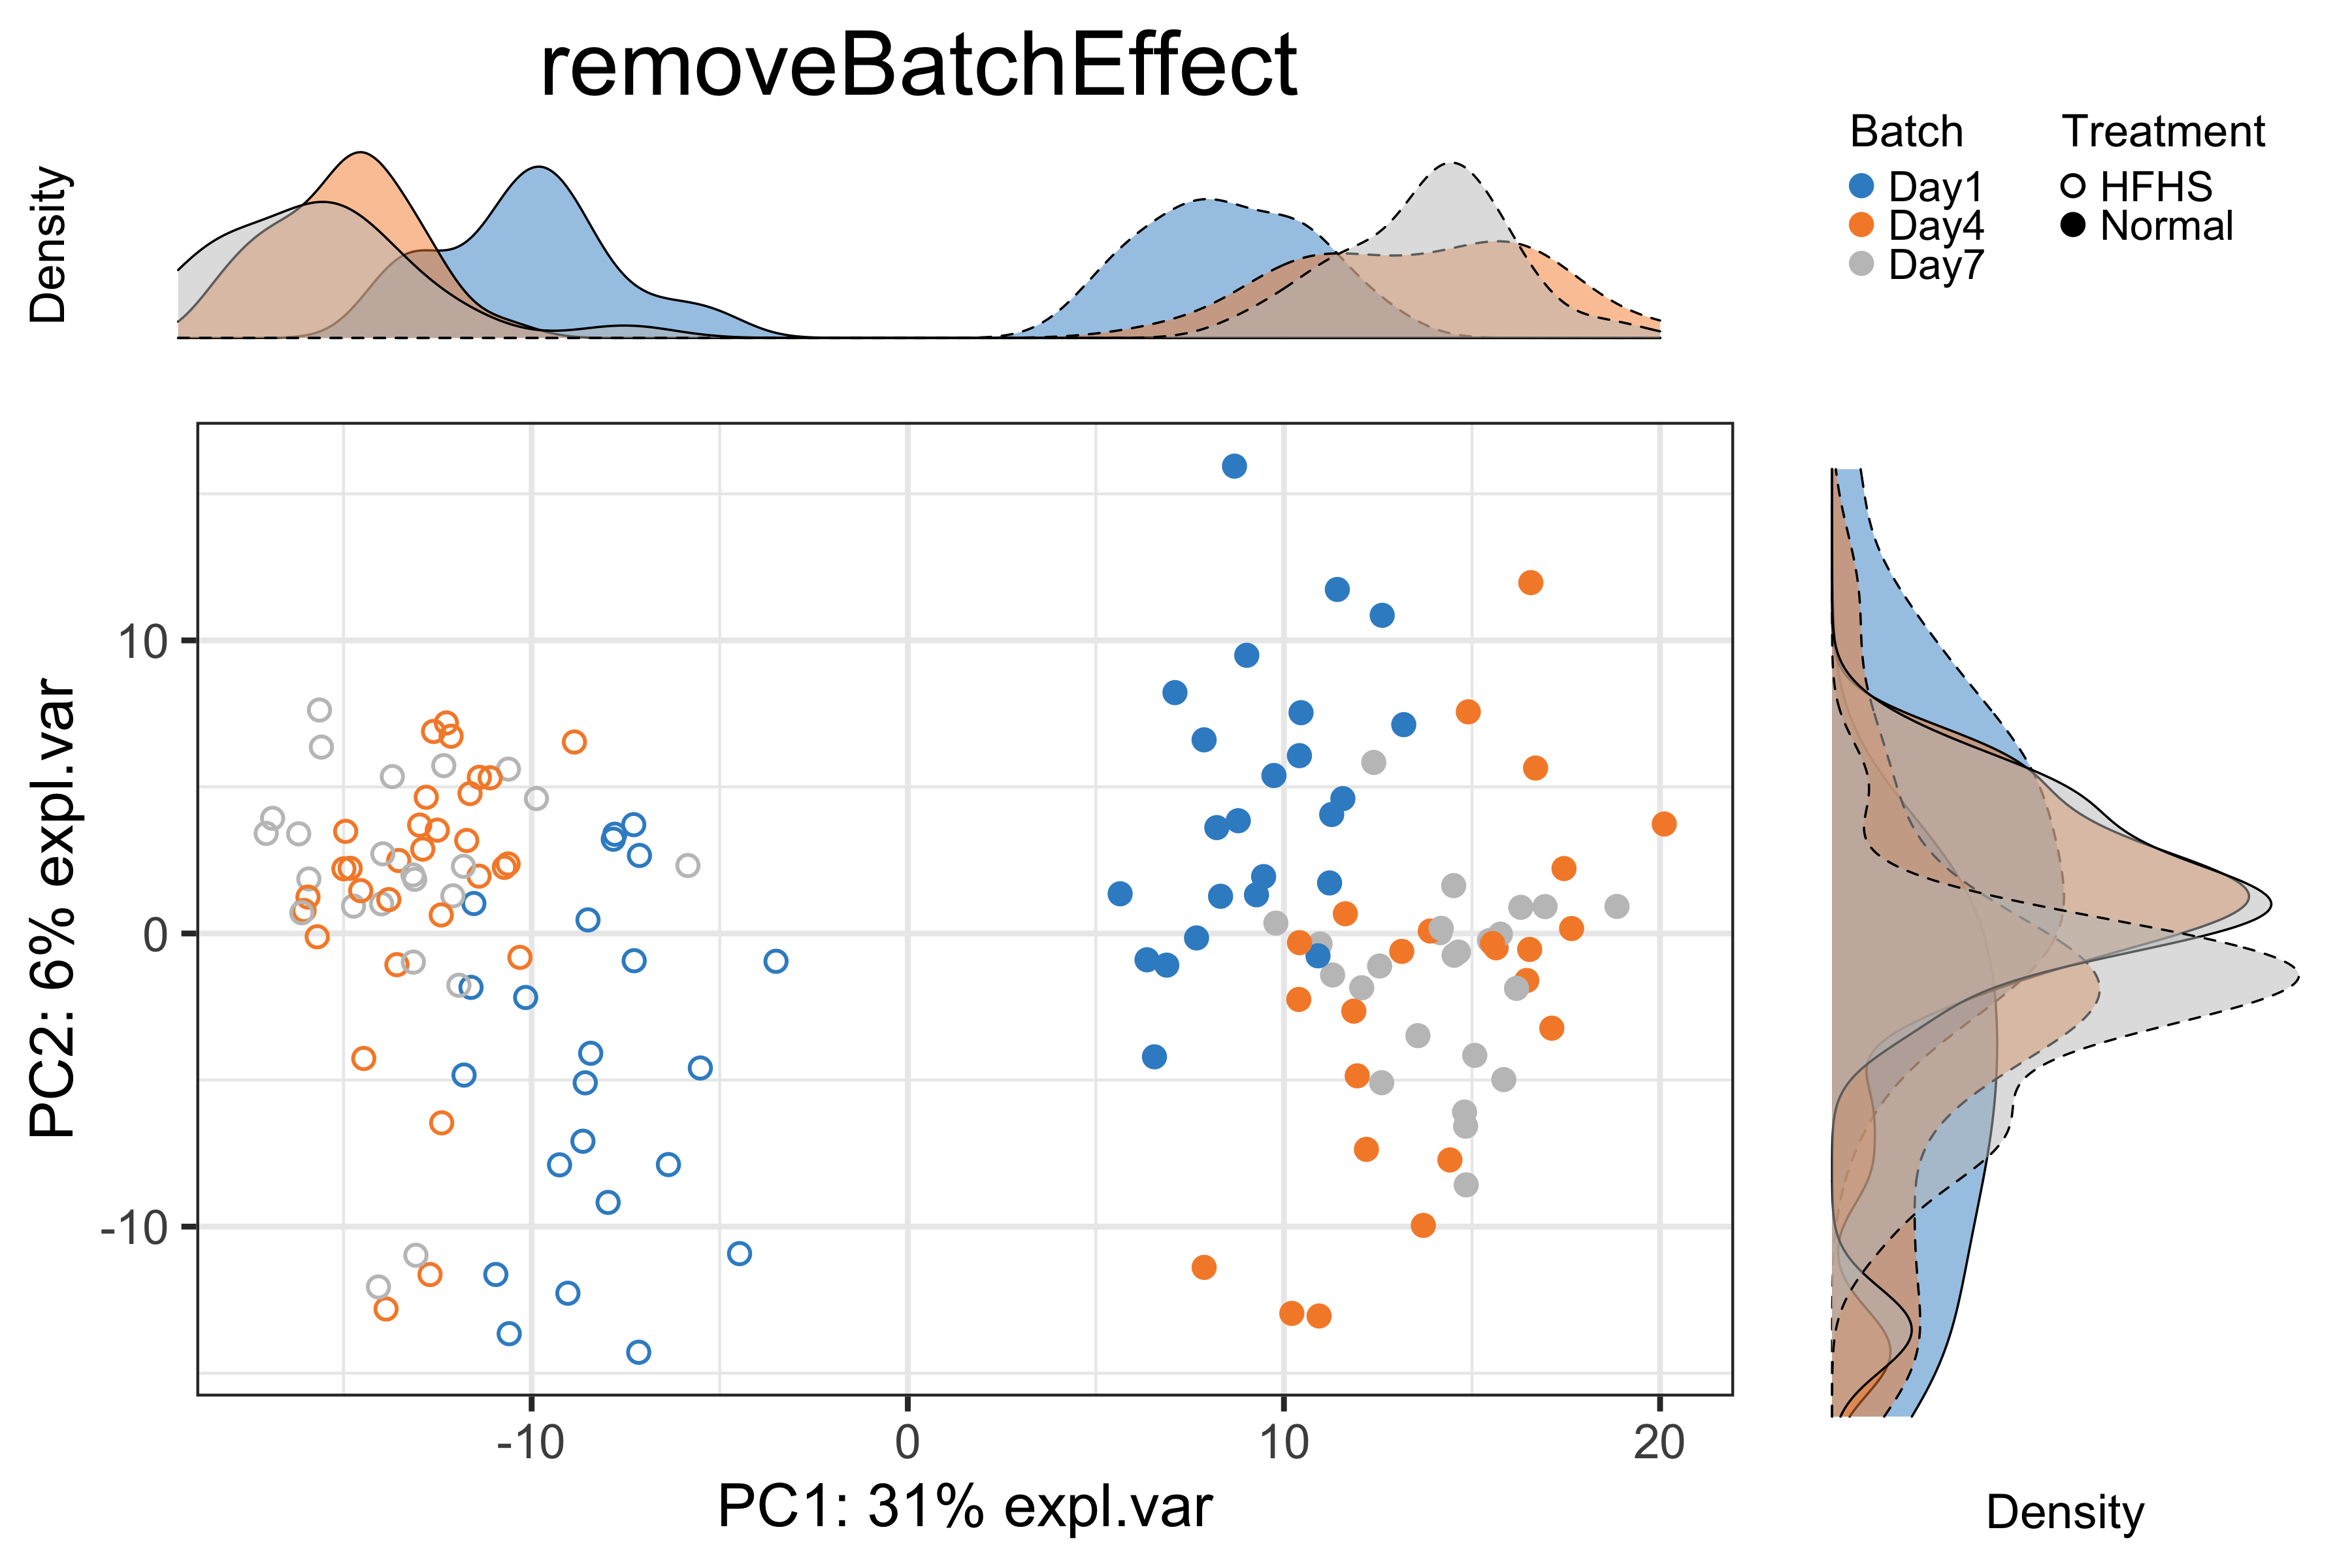 removeBatchEffect
Density
Batch
Day1
Day4
Day7
Treatment
HFHS
Normal
PC2: 6% expl.var
10
0
-10
-10
0
10
20
PC1: 31% expl.var
Density